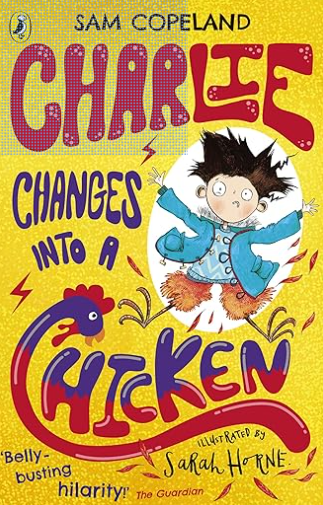 SAM COPELAND
CHARLIE
CHANGES
INTO A
CHICKEN
ILLUSTRATED BY
SARAH HORNE
'Belly-
busting
hilarity!' The Guardian